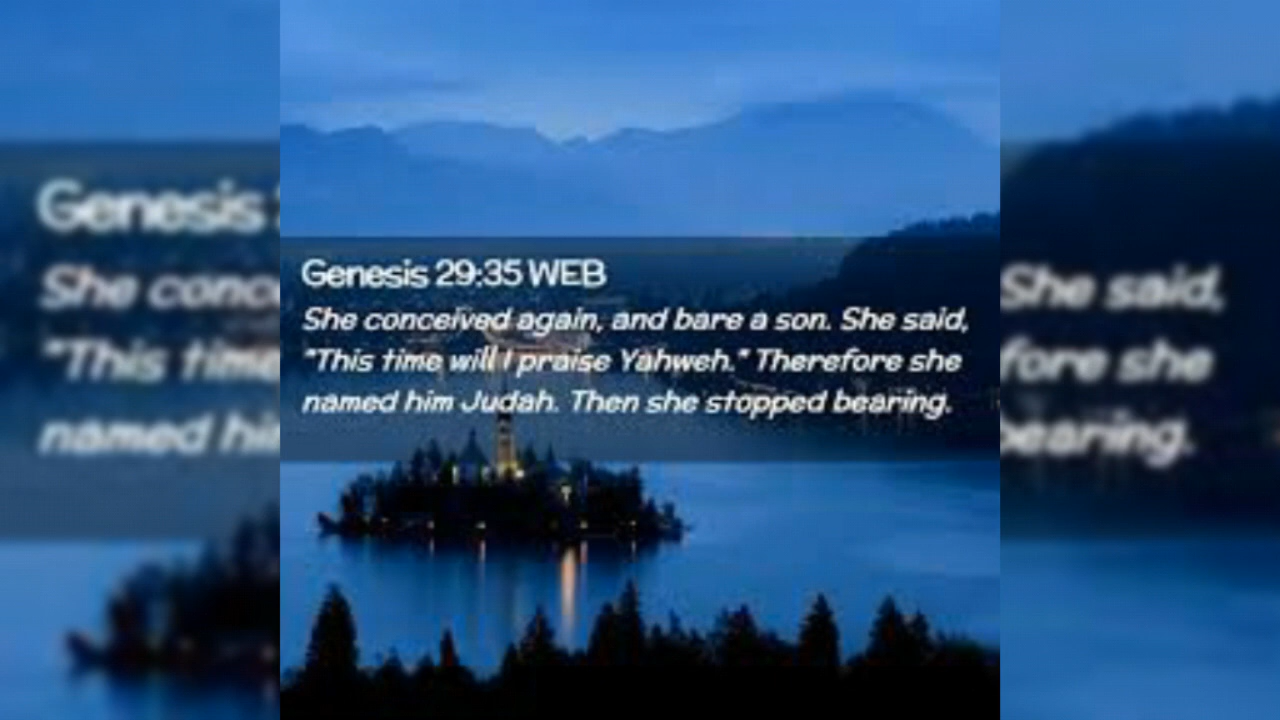 Genesis 29:35 WEB
She conceived again, and bare a son. She said,
"This time will I praise Yahweh." Therefore she
named him Judah. Then she stopped bearing.